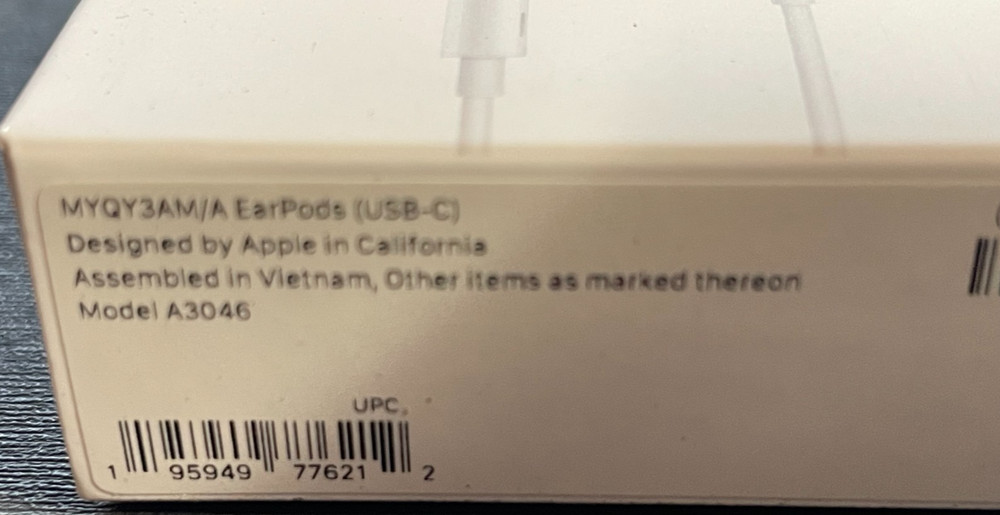 MYQY3AM/A EarPods (USB-C)
Designed by Apple in California
Assembled in Vietnam, Other items as marked thereon
Model A3046
UPC
1 95949 77621 2